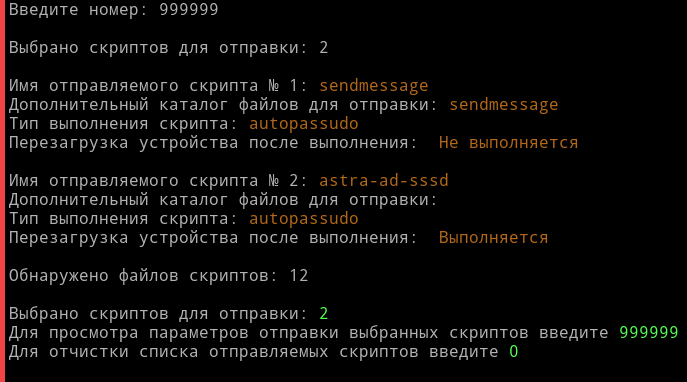 Введите номер: 999999
Выбрано скриптов для отправки: 2
Имя отправляемого скрипта № 1: sendmessage
Дополнительный каталог файлов для отправки: sendmessage
Тип выполнения скрипта: autopassudo
Перезагрузка устройства после выполнения: Не выполняется
Имя отправляемого скрипта № 2: astra-ad-sssd
Дополнительный каталог файлов для отправки:
Тип выполнения скрипта: autopassudo
Перезагрузка устройства после выполнения: Выполняется
Обнаружено файлов скриптов: 12
Выбрано скриптов для отправки: 2
Для просмотра параметров отправки выбранных скриптов введите 999999
Для отчистки списка отправляемых скриптов введите 0